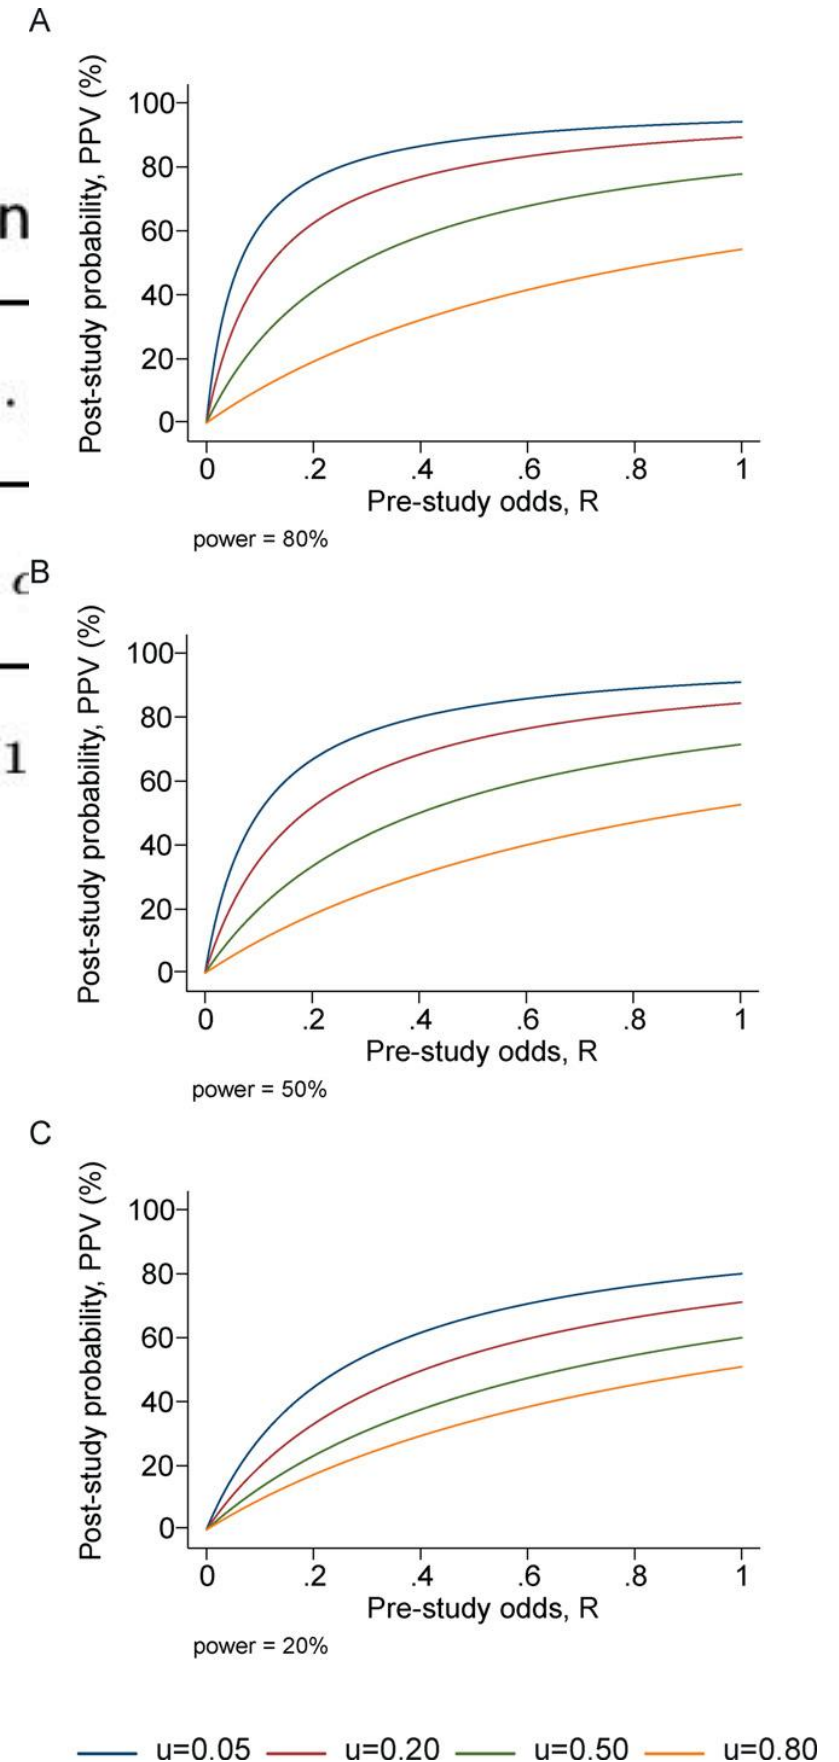 A
Post-study probability, PPV (%)
100
80
60
40
20
0
0 .2 .4 .6 .8 1
Pre-study odds, R
power = 80%
B
Post-study probability, PPV (%)
100
80
60
40
20
0
0 .2 .4 .6 .8 1
Pre-study odds, R
power = 50%
C
Post-study probability, PPV (%)
100
80
60
40
20
0
0 .2 .4 .6 .8 1
Pre-study odds, R
power = 20%
u=0.05 u=0.20 u=0.50 u=0.80
n
1